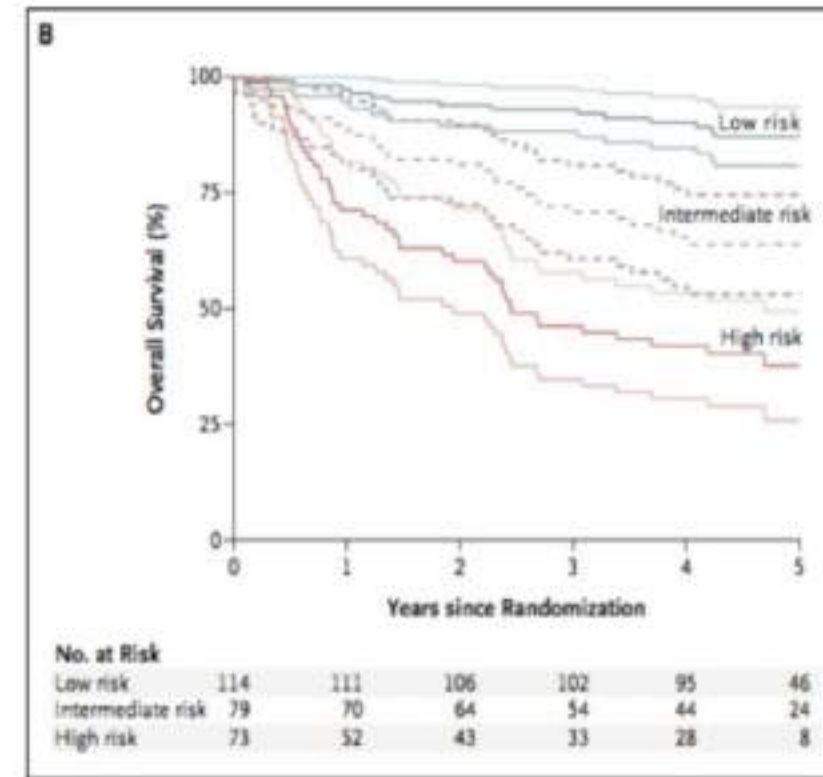 B
100
Low risk
75
Intermediate risk
Overall Survival (%)
50
High risk
25
0
0 1 2 3 4 5
Years since Randomization
No. at Risk
Low risk 114 111 106 102 95 46
Intermediate risk 79 70 64 54 44 24
High risk 73 52 43 33 28 8